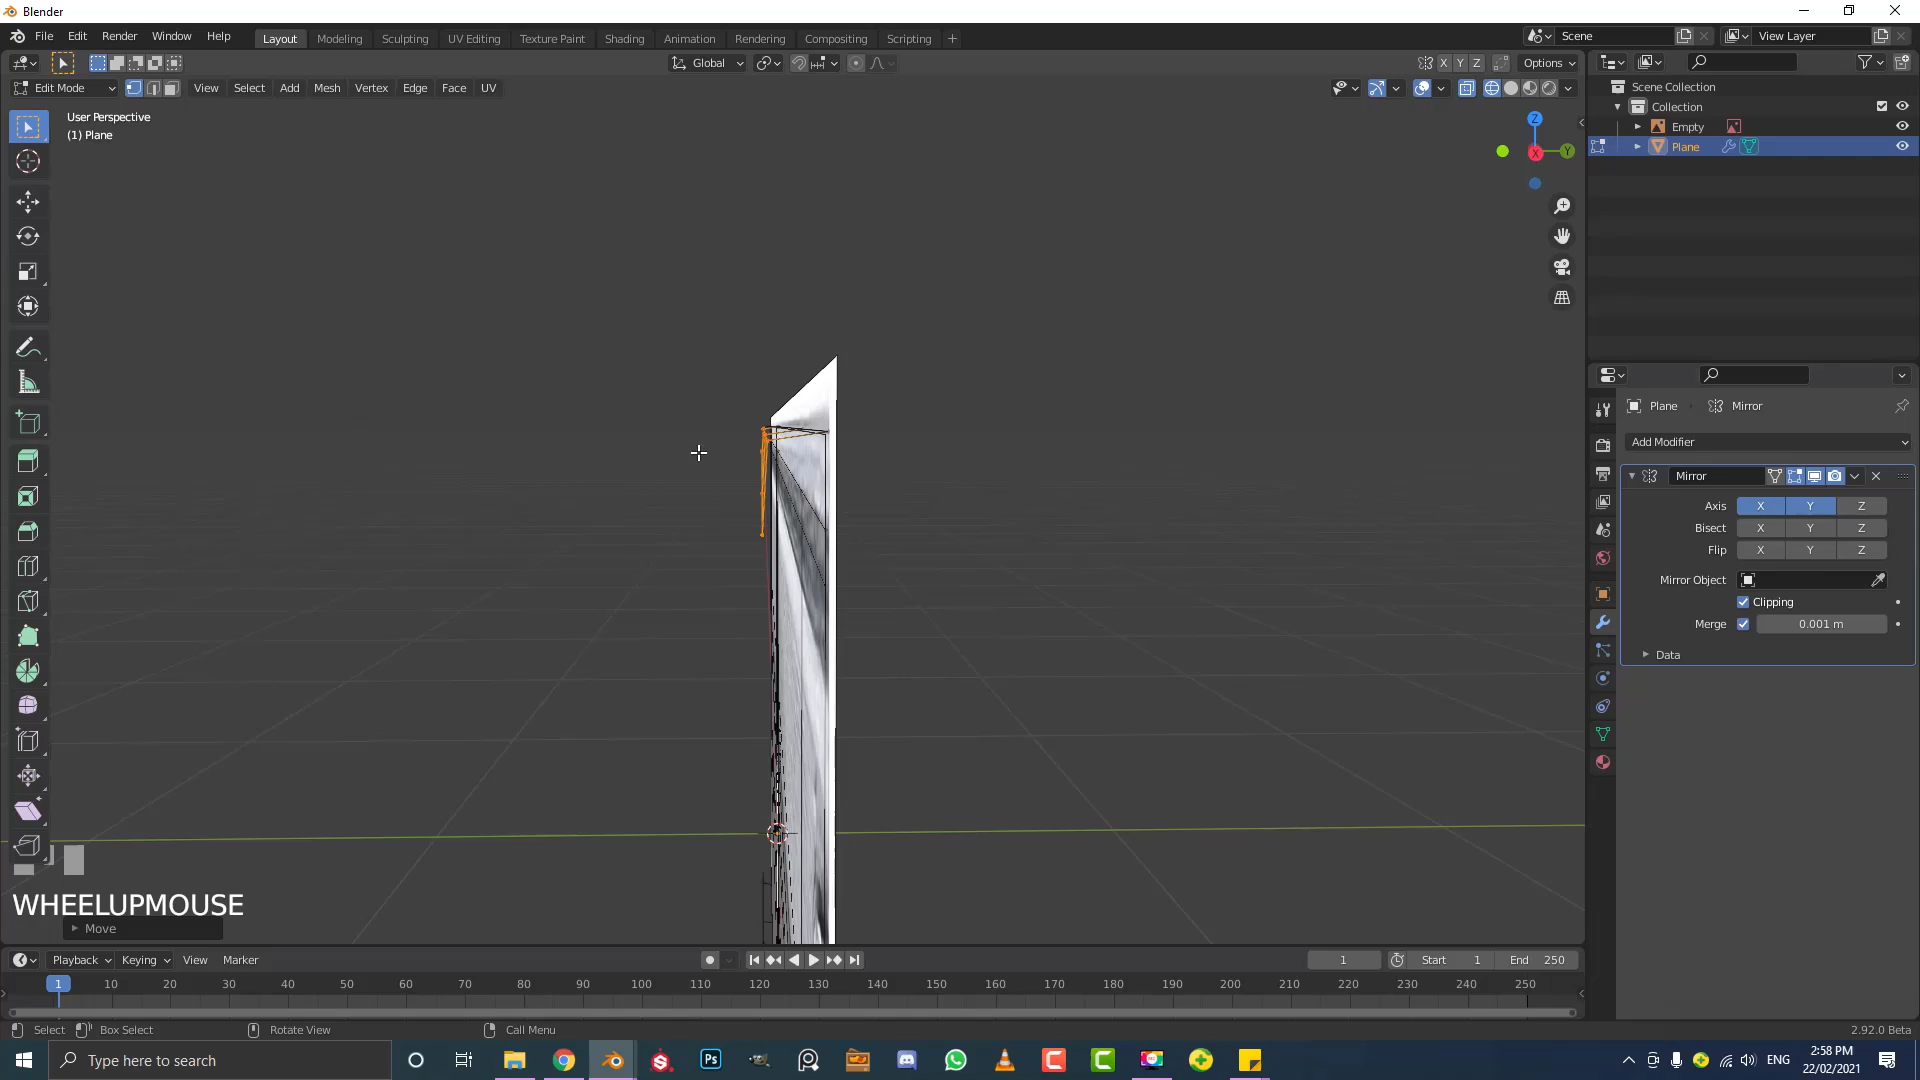 Blender
File Edit Render Window Help
Layout Modeling Sculpting UV Editing Texture Paint Shading Animation Rendering Compositing Scripting
Scene
View Layer
Global
X Y Z Options
Edit Mode View Select Add Mesh Vertex Edge Face UV
User Perspective
(1) Plane
Z
X
Y
Scene Collection
Collection
Empty
Plane
Plane Mirror
Add Modifier
Mirror
Axis X Y Z
Bisect X Y Z
Flip X Y Z
Mirror Object
Clipping
Merge 0.001 m
Data
WHEELUPMOUSE
Move
Playback Keying View Marker
1 Start 1 End 250
1 10 20 30 40 50 60 70 80 90 100 110 120 130 140 150 160 170 180 190 200 210 220 230 240 250
Select Box Select Rotate View Call Menu 2.92.0 Beta
Type here to search
Ps
ENG
2:58 PM
22/02/2021